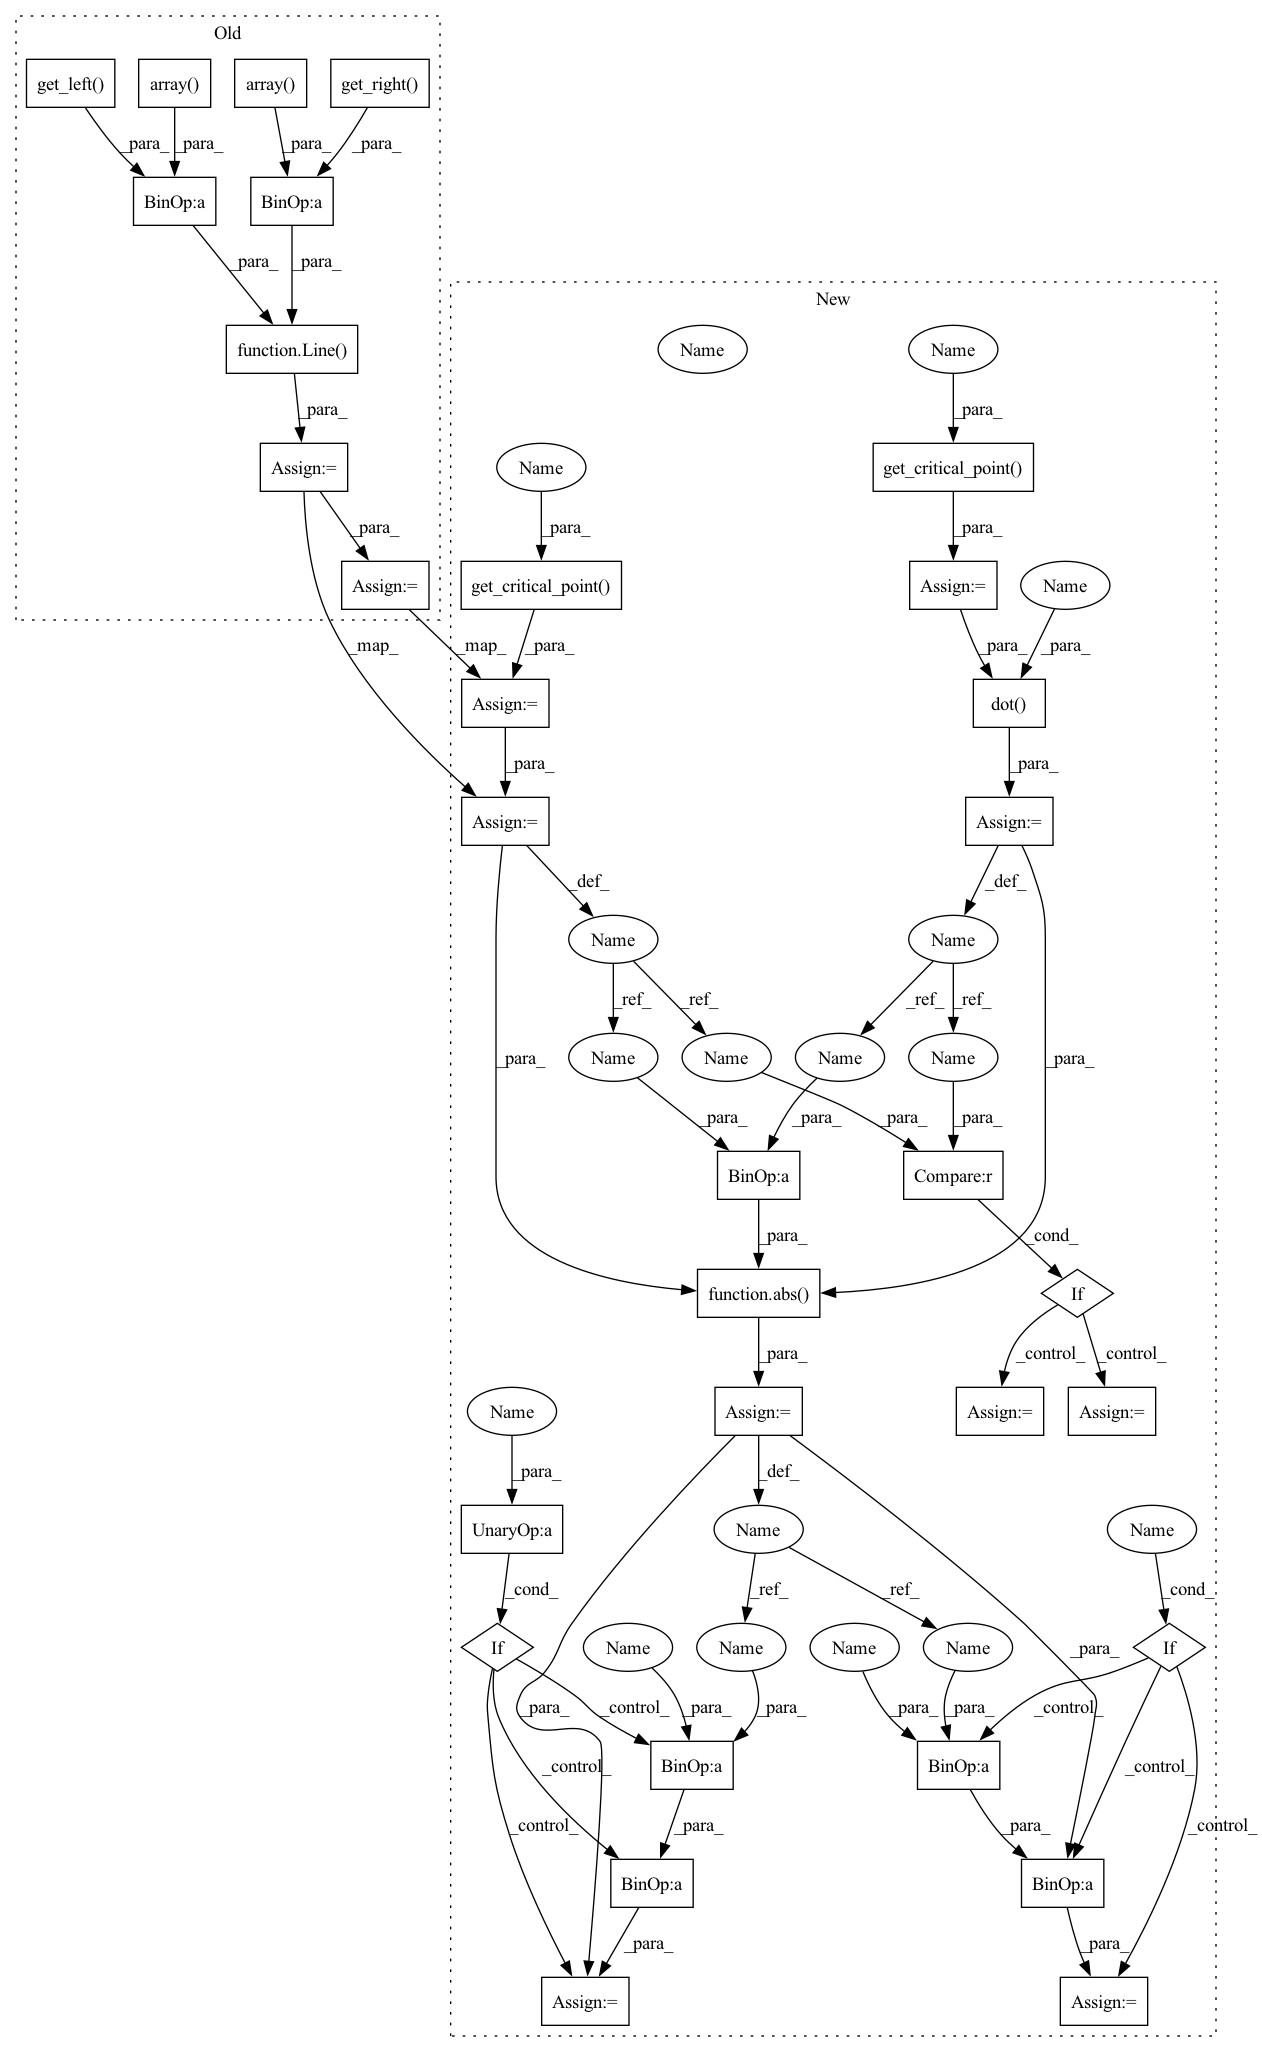 Old
get_left() array() array() get_right()
_para_ _para_ _para_ _para_
BinOp:a BinOp:a
_para_ _para_
New
function.Line() Name Name
_para_ _para_
Assign:= Name get_critical_point()
_para_ _para_ _para_
Assign:= get_critical_point() Assign:= Name
_map_ _map_ _para_ _para_ _para_
Assign:= dot()
_para_ _para_
Assign:= Assign:=
_def_ _def_
Name Name
_para_ _ref_ _ref_ _ref_ _ref_ _para_
Name Name Name Name
_para_ _para_ _para_ _para_
BinOp:a Compare:r
_para_ _cond_
function.abs() If
_para_ _control_ _control_
Name Assign:= Assign:= Assign:=
_para_ _def_
UnaryOp:a Name Name
_cond_ _ref_ _ref_ _cond_
If Name Name Name Name If
_para_ _control_ _para_ _para_ _para_ _para_ _control_ _para_
BinOp:a BinOp:a
_control_ _control_ _para_ _para_ _control_ _control_
BinOp:a BinOp:a
_para_ _para_
Assign:= Assign:=